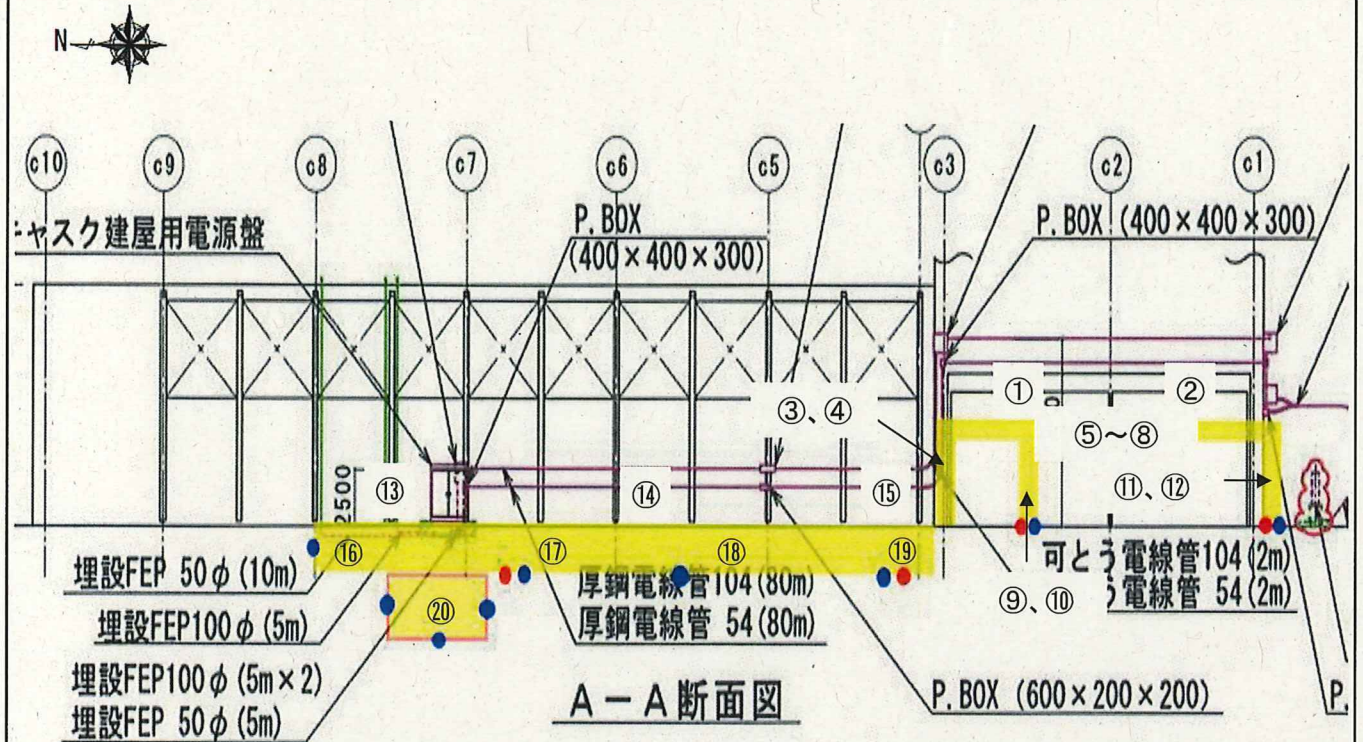 N
c10 c9 c8 c7 c6 c5 c3 c2 c1
ャスク建屋用電源盤
P. BOX
(400×400×300)
P. BOX (400×400×300)
① ②
③、④
⑤~⑧
⑪、⑫
2500
⑬ ⑭ ⑮
⑯ ⑰ ⑱ ⑲
⑳
⑨、⑩
埋設FEP 50φ (10m)
埋設FEP100φ (5m)
埋設FEP100φ (5m×2)
埋設FEP 50φ (5m)
厚鋼電線管104 (80m)
厚鋼電線管 54 (80m)
可とう電線管104 (2m)
う電線管 54 (2m)
A-A断面図
P. BOX (600×200×200)
P.